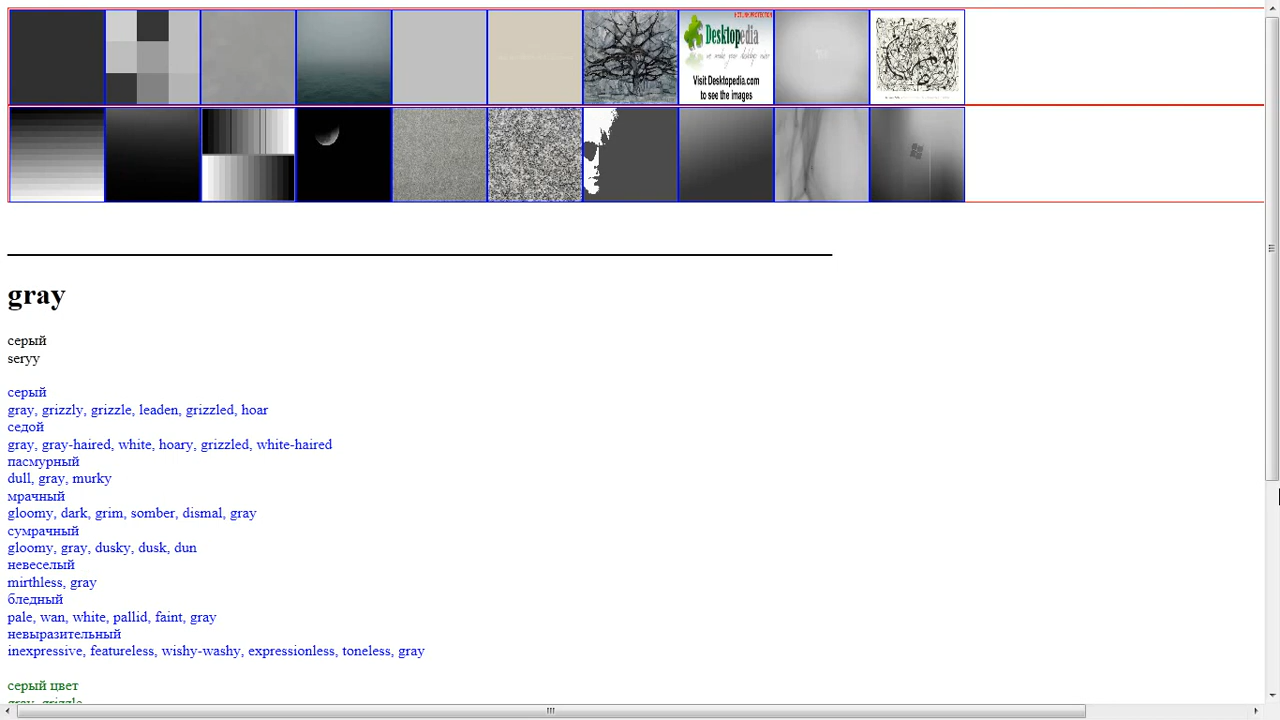 Desktopedia
Visit Desktopedia.com
to see the images
gray
серый
seryy
серый
gray, grizzly, grizzle, leaden, grizzled, hoar
седой
gray, gray-haired, white, hoary, grizzled, white-haired
пасмурный
dull, gray, murky
мрачный
gloomy, dark, grim, somber, dismal, gray
сумрачный
gloomy, gray, dusky, dusk, dun
невеселый
mirthless, gray
бледный
pale, wan, white, pallid, faint, gray
невыразительный
inexpressive, featureless, wishy-washy, expressionless, toneless, gray
серый цвет
gray, grizzle